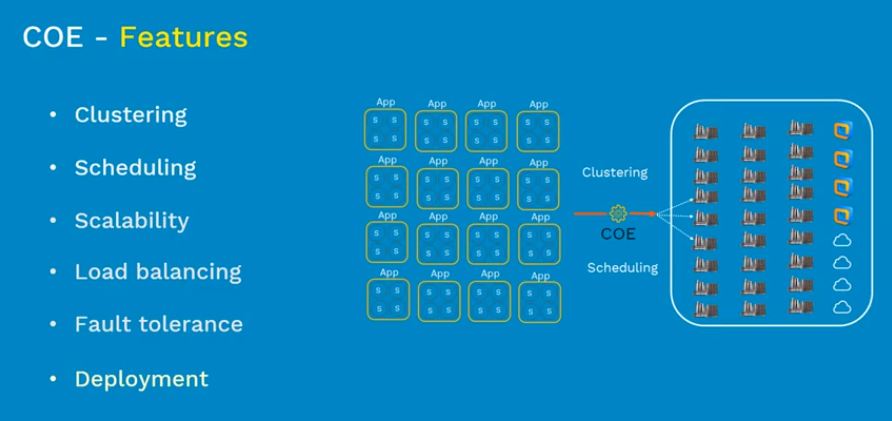 COE - Features
• Clustering
• Scheduling
• Scalability
• Load balancing
• Fault tolerance
• Deployment
App App App App
S S S S S S S S
S S S S S S S S
App App App App
S S S S S S S S
S S S S S S S S
App App App App
S S S S S S S S
S S S S S S S S
App App App App
S S S S S S S S
S S S S S S S S
Clustering
COE
Scheduling